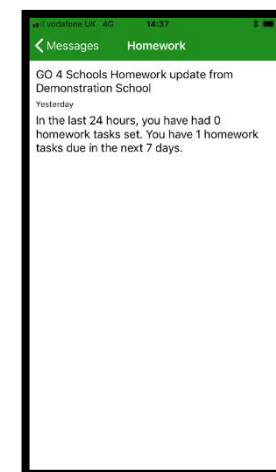 vodafone UK 4G 14:37
Messages Homework
GO 4 Schools Homework update from
Demonstration School
Yesterday
In the last 24 hours, you have had 0
homework tasks set. You have 1 homework
tasks due in the next 7 days.